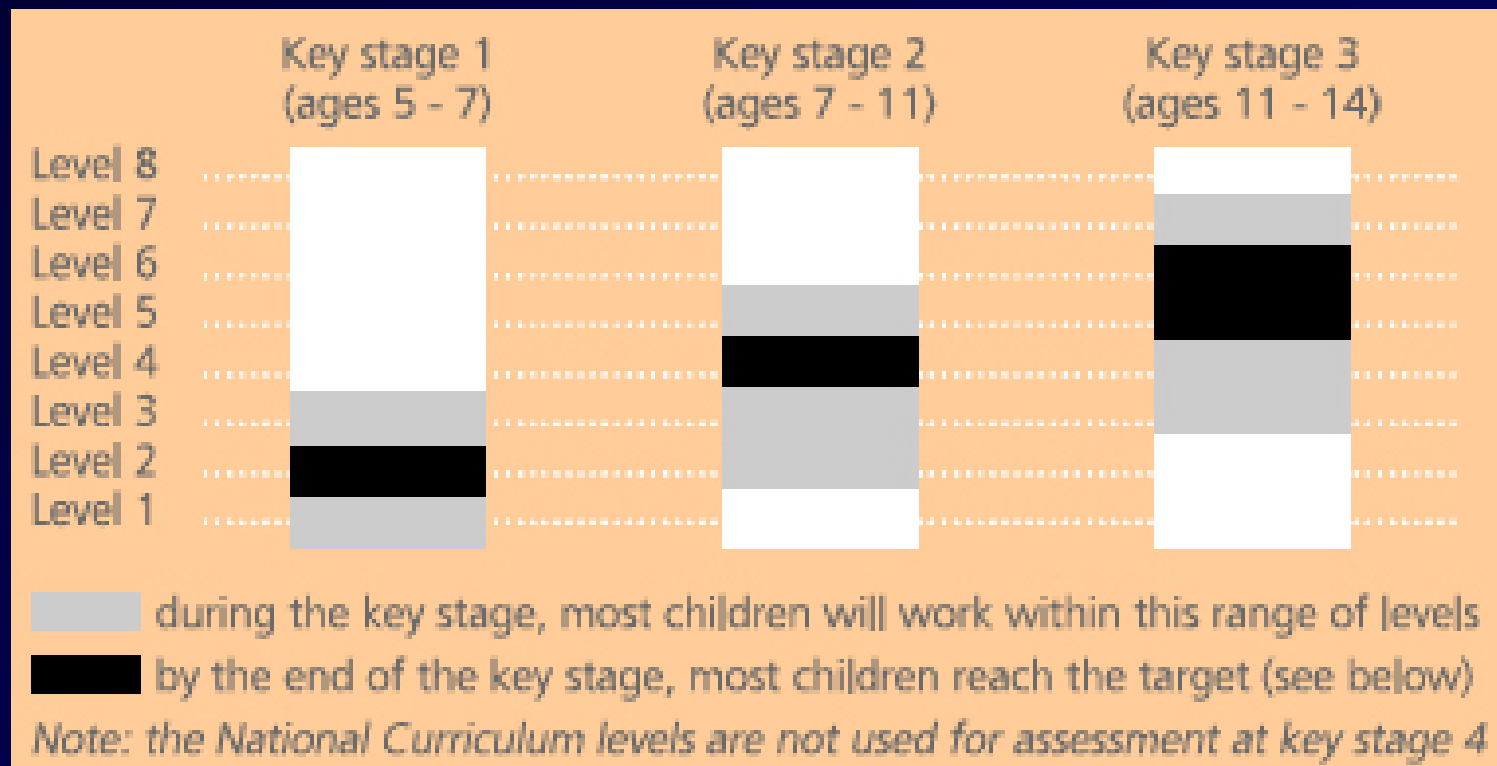 Key stage 1 Key stage 2 Key stage 3
(ages 5 - 7) (ages 7 - 11) (ages 11 - 14)
Level 8
Level 7
Level 6
Level 5
Level 4
Level 3
Level 2
Level 1
during the key stage, most children will work within this range of levels
by the end of the key stage, most children reach the target (see below)
Note: the National Curriculum levels are not used for assessment at key stage 4